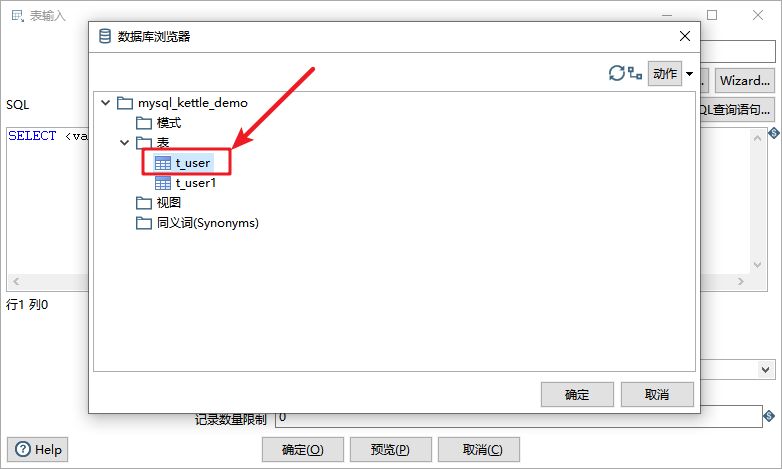 表输入
数据库浏览器
动作
Wizard...
SQL
QL查询语句...
SELECT <va
mysql_kettle_demo
模式
表
t_user
t_user1
视图
同义词(Synonyms)
行1 列0
确定
取消
记录数量限制
0
Help
确定(O)
预览(P)
取消(C)